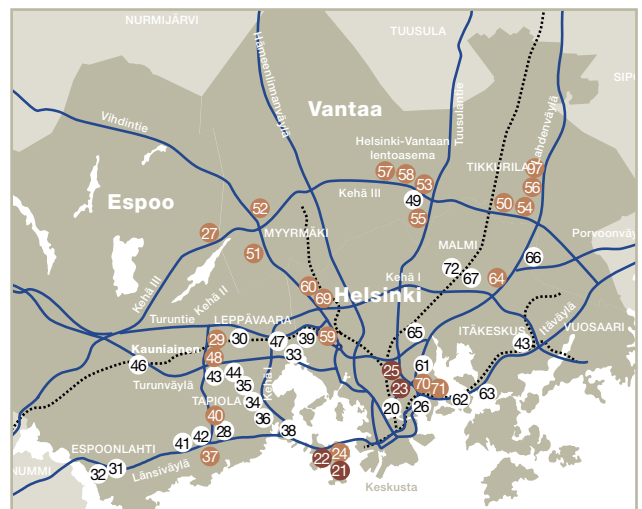 NURMIJÄRVI
TUUSULA
SIPO
Hämeenlinnanväylä
Tuusulantie
Lahdenväylä
Vantaa
Vihdintie
Helsinki-Vantaan
lentoasema
TIKKURILA
97
57
58
53
56
Kehä III
49
50
54
55
Espoo
52
27
MYYRMÄKI
51
Porvoonvä
MALMI
66
72
67
64
Kehä III
Kehä II
60
69
Kehä I
Helsinki
Turuntie
LEPPÄVAARA
Itäväylä
VUOSAARI
ITÄKESKUS
Kauniainen
29
30
47
39
59
65
43
46
48
33
61
Turunväylä
43
44
35
Kehä I
25
23
70
71
TAPIOLA
34
20
26
62
63
40
36
ESPOONLAHTI
41
42
28
38
37
22
24
21
NUMMI
32
31
Länsiväylä
Keskusta